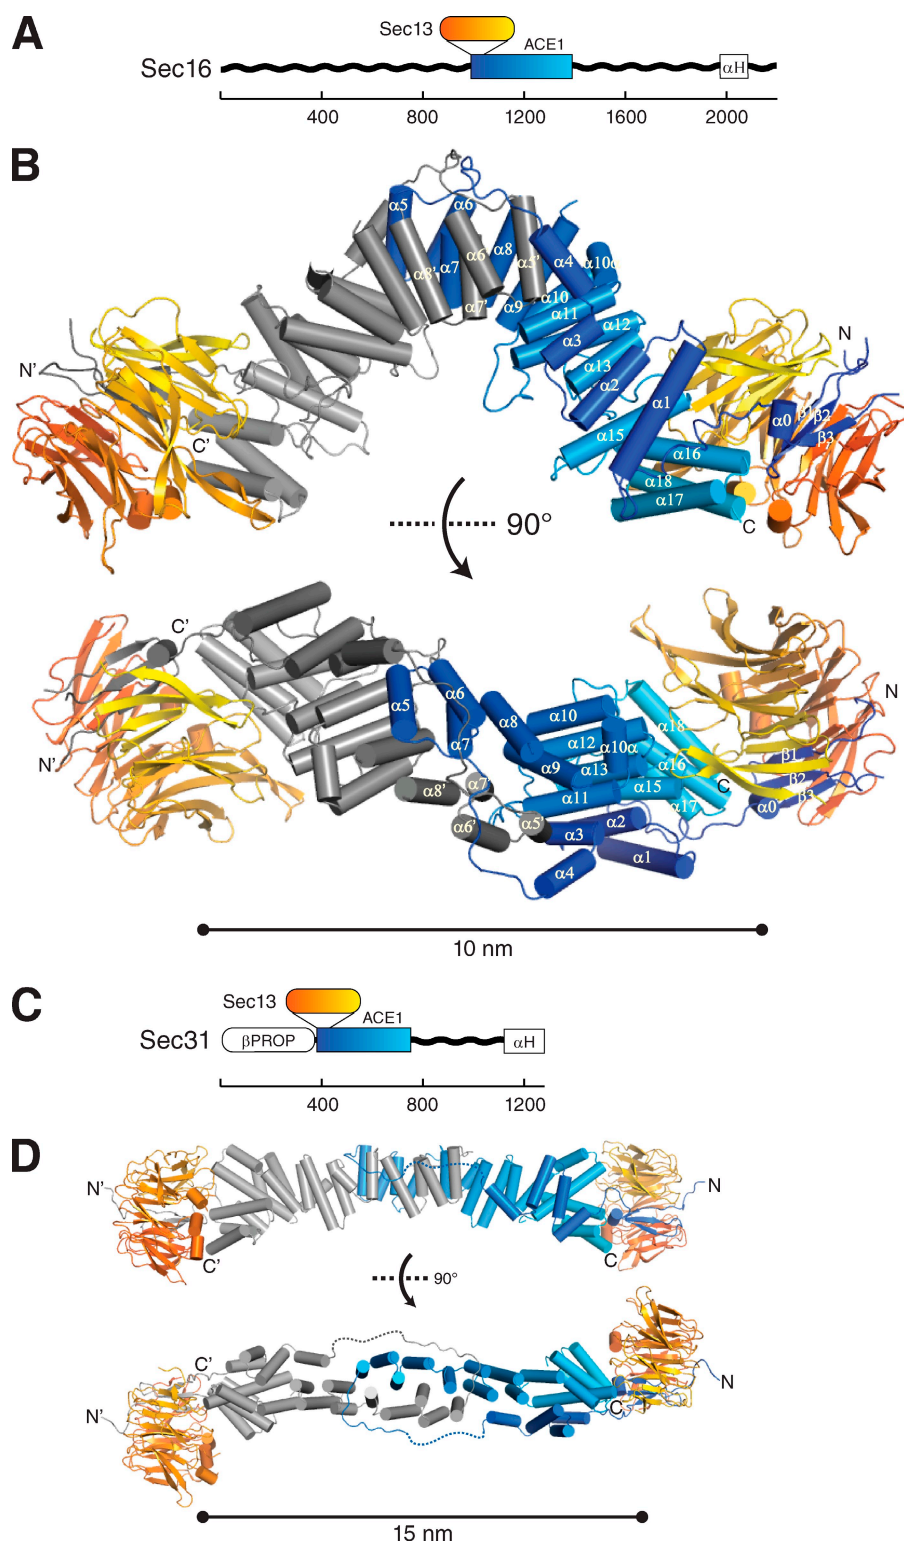 A
Sec13
ACE1
Sec16
αH
400 800 1200 1600 2000
B
α5 α6
α8' α7 α6' α8 α5' α4 α10α
α7' α9 α10
α11
α12
α3
α13
α2
α1
N' N
α0 β1 β2
β3
C' α15
α16
α18
α17
C
90°
C'
N'
α5 α6
α7
α8 α10
α12 α10α
α9 α13
α18
α16
α15
α17
C
α8' α7' α11
α6' α5' α3 α2
α4 α1
N
β1
β2
β3
α0
10 nm
C
Sec13
ACE1
Sec31
βPROP
αH
400 800 1200
D
N' N
C' C
90°
C'
N' N
C
15 nm